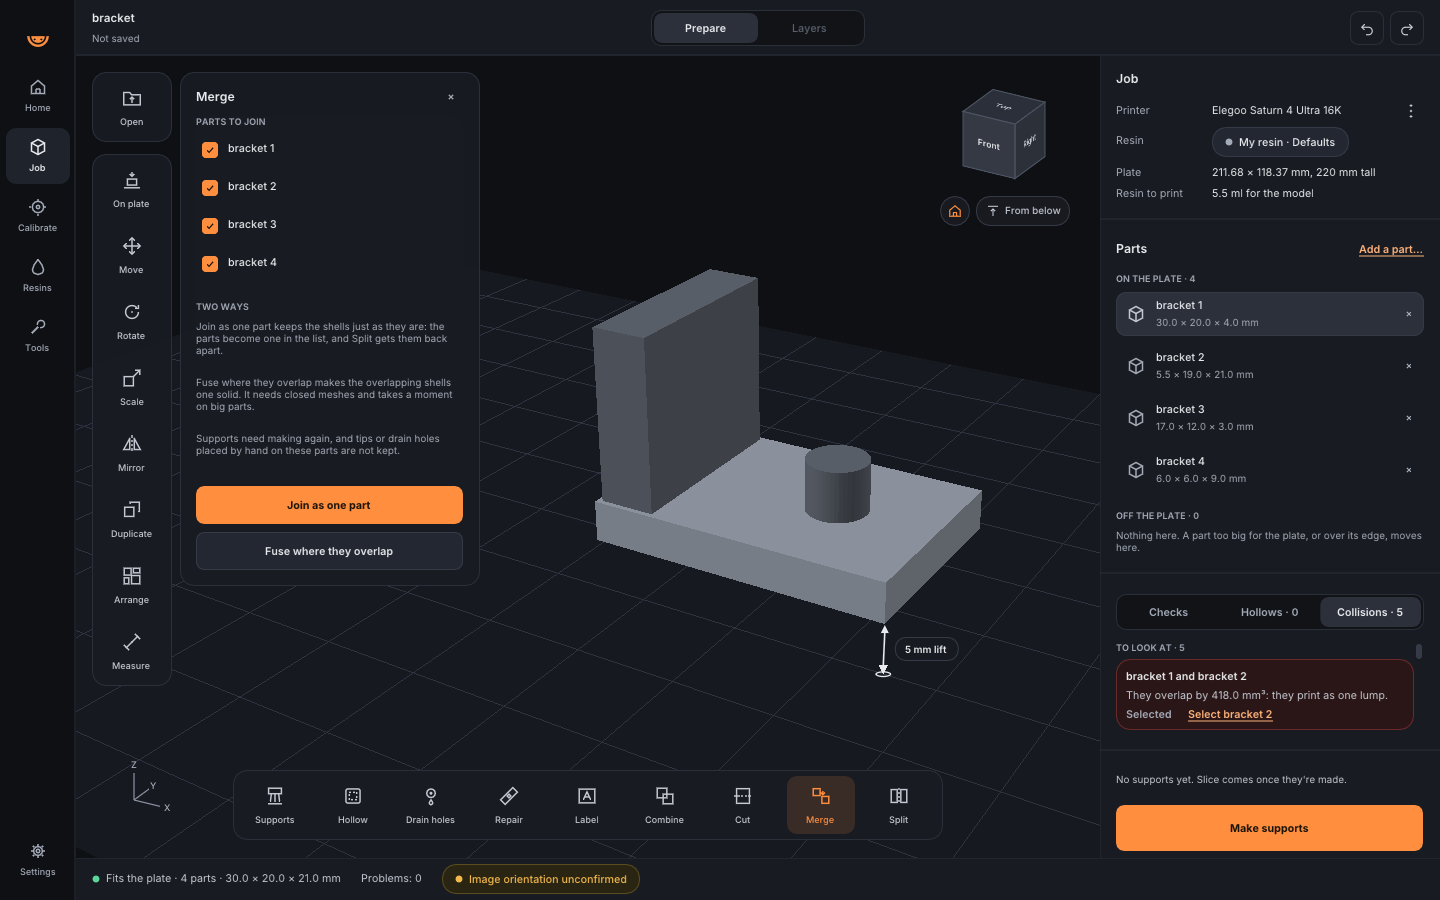 bracket
Not saved
Prepare
Layers
Home
Job
Calibrate
Resins
Tools
Settings
Open
On plate
Move
Rotate
Scale
Mirror
Duplicate
Arrange
Measure
Merge
×
PARTS TO JOIN
bracket 1
bracket 2
bracket 3
bracket 4
TWO WAYS
Join as one part keeps the shells just as they are: the
parts become one in the list, and Split gets them back
apart.
Fuse where they overlap makes the overlapping shells
one solid. It needs closed meshes and takes a moment
on big parts.
Supports need making again, and tips or drain holes
placed by hand on these parts are not kept.
Join as one part
Fuse where they overlap
Top
Front
Right
From below
5 mm lift
Z
Y
X
Supports
Hollow
Drain holes
Repair
Label
Combine
Cut
Merge
Split
Job
Printer
Elegoo Saturn 4 Ultra 16K
Resin
My resin · Defaults
Plate
211.68 × 118.37 mm, 220 mm tall
Resin to print
5.5 ml for the model
Parts
Add a part...
ON THE PLATE · 4
bracket 1
30.0 × 20.0 × 4.0 mm
×
bracket 2
5.5 × 19.0 × 21.0 mm
×
bracket 3
17.0 × 12.0 × 3.0 mm
×
bracket 4
6.0 × 6.0 × 9.0 mm
×
OFF THE PLATE · 0
Nothing here. A part too big for the plate, or over its edge, moves
here.
Checks
Hollows · 0
Collisions · 5
TO LOOK AT · 5
bracket 1 and bracket 2
They overlap by 418.0 mm³: they print as one lump.
Selected
Select bracket 2
No supports yet. Slice comes once they're made.
Make supports
Fits the plate · 4 parts · 30.0 × 20.0 × 21.0 mm
Problems: 0
Image orientation unconfirmed